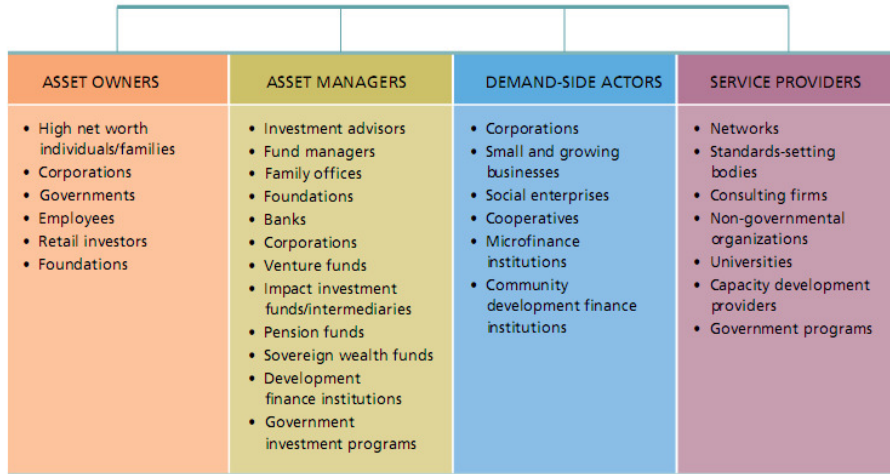 ASSET OWNERS
• High net worth
individuals/families
• Corporations
• Governments
• Employees
• Retail investors
• Foundations
ASSET MANAGERS
• Investment advisors
• Fund managers
• Family offices
• Foundations
• Banks
• Corporations
• Venture funds
• Impact investment
funds/intermediaries
• Pension funds
• Sovereign wealth funds
• Development
finance institutions
• Government
investment programs
DEMAND-SIDE ACTORS
• Corporations
• Small and growing
businesses
• Social enterprises
• Cooperatives
• Microfinance
institutions
• Community
development finance
institutions
SERVICE PROVIDERS
• Networks
• Standards-setting
bodies
• Consulting firms
• Non-governmental
organizations
• Universities
• Capacity development
providers
• Government programs